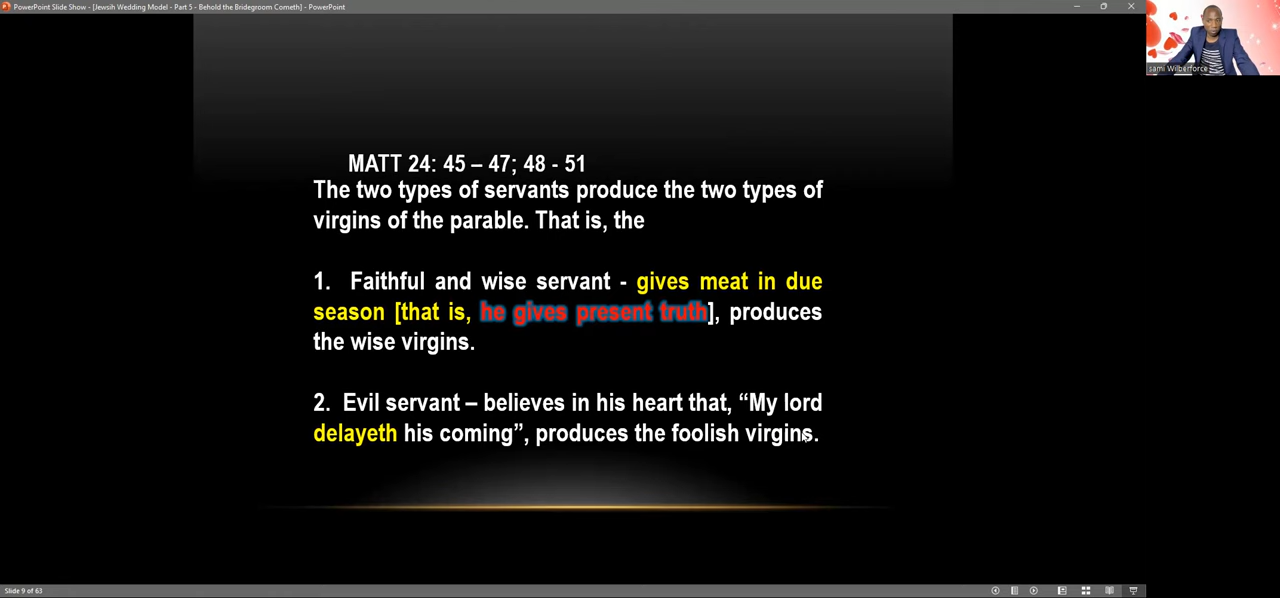 PowerPoint Slide Show - [Jewsih Wedding Model - Part 5 - Behold the Bridegroom Cometh] - PowerPoint
sami Wilberforce
MATT 24: 45 – 47; 48 - 51
The two types of servants produce the two types of
virgins of the parable. That is, the
1. Faithful and wise servant - gives meat in due
season [that is, he gives present truth], produces
the wise virgins.
2. Evil servant – believes in his heart that, “My lord
delayeth his coming”, produces the foolish virgins.
Slide 9 of 63